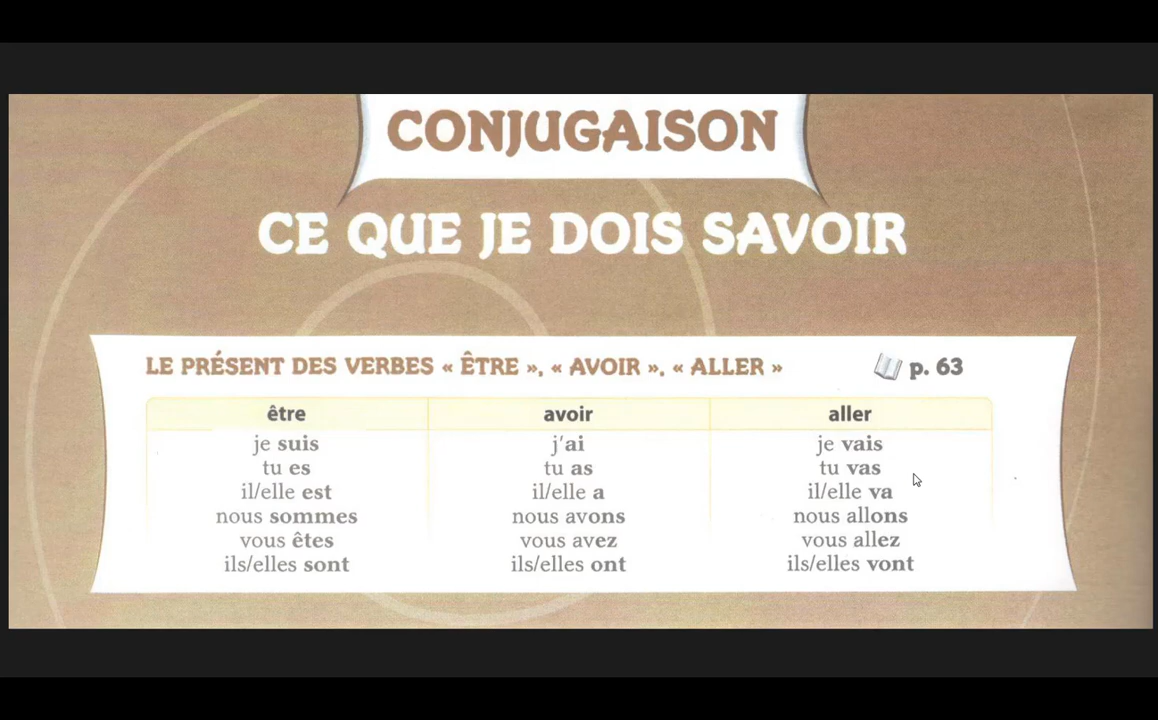 CONJUGAISON
CE QUE JE DOIS SAVOIR
LE PRÉSENT DES VERBES « ÊTRE », « AVOIR », « ALLER » p. 63
être avoir aller
je suis j'ai je vais
tu es tu as tu vas
il/elle est il/elle a il/elle va
nous sommes nous avons nous allons
vous êtes vous avez vous allez
ils/elles sont ils/elles ont ils/elles vont